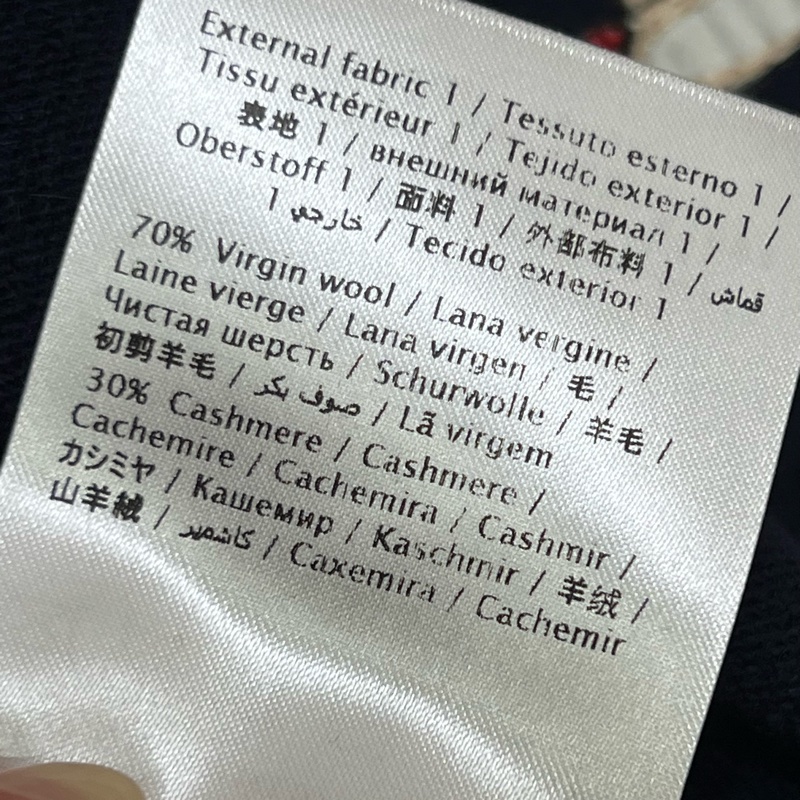 External fabric 1 / Tessuto esterno 1 /
Tissu extérieur 1 / Tejido exterior 1 /
表地 1 / внешний материал 1 /
Oberstoff 1 / 面料 1 / 外部布料 1 / قماش
خارجي 1 / Tecido exterior 1
70% Virgin wool / Lana vergine /
Laine vierge / Lana virgen / 毛 /
Чистая шерсть / Schurwolle / 羊毛 /
初剪羊毛 / صوف بكر / Lã virgem
30% Cashmere / Cashmere /
Cachemire / Cachemira / Cashmir /
カシミヤ / Кашемир / Kaschmir / 羊绒 /
山羊絨 / كاشمير / Caxemira / Cachemir